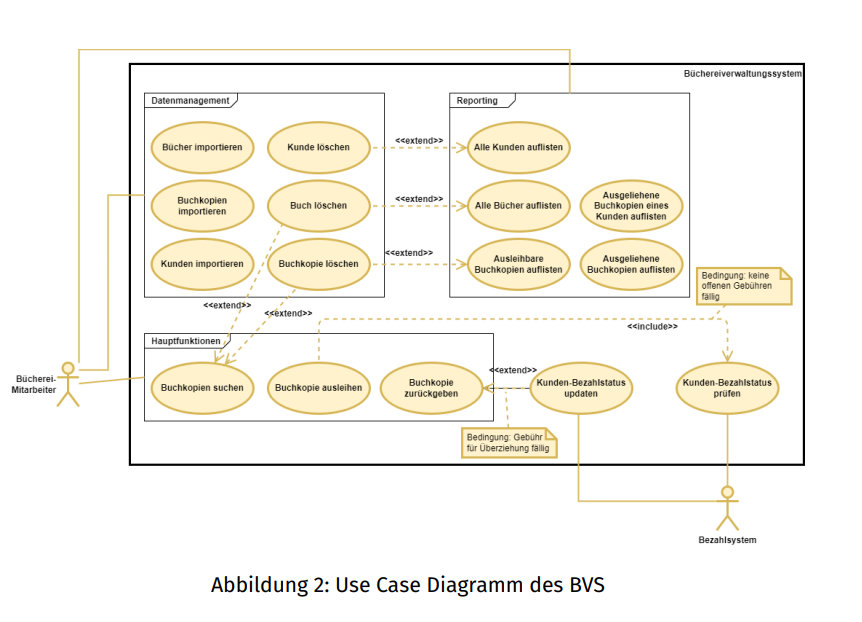 Büchereiverwaltungssystem
Datenmanagement
Reporting
Bücher importieren
Kunde löschen
<<extend>>
Alle Kunden auflisten
Buchkopien
importieren
Buch löschen
<<extend>>
Alle Bücher auflisten
Ausgeliehene
Buchkopien eines
Kunden auflisten
Kunden importieren
Buchkopie löschen
<<extend>>
Ausleihbare
Buchkopien auflisten
Ausgeliehene
Buchkopien auflisten
Bedingung: keine
offenen Gebühren
fällig
<<extend>>
<<extend>>
<<include>>
Hauptfunktionen
Bücherei-
Mitarbeiter
Buchkopien suchen
Buchkopie ausleihen
Buchkopie
zurückgeben
<<extend>>
Kunden-Bezahlstatus
updaten
Kunden-Bezahlstatus
prüfen
Bedingung: Gebühr
für Überziehung fällig
Bezahlsystem
Abbildung 2: Use Case Diagramm des BVS